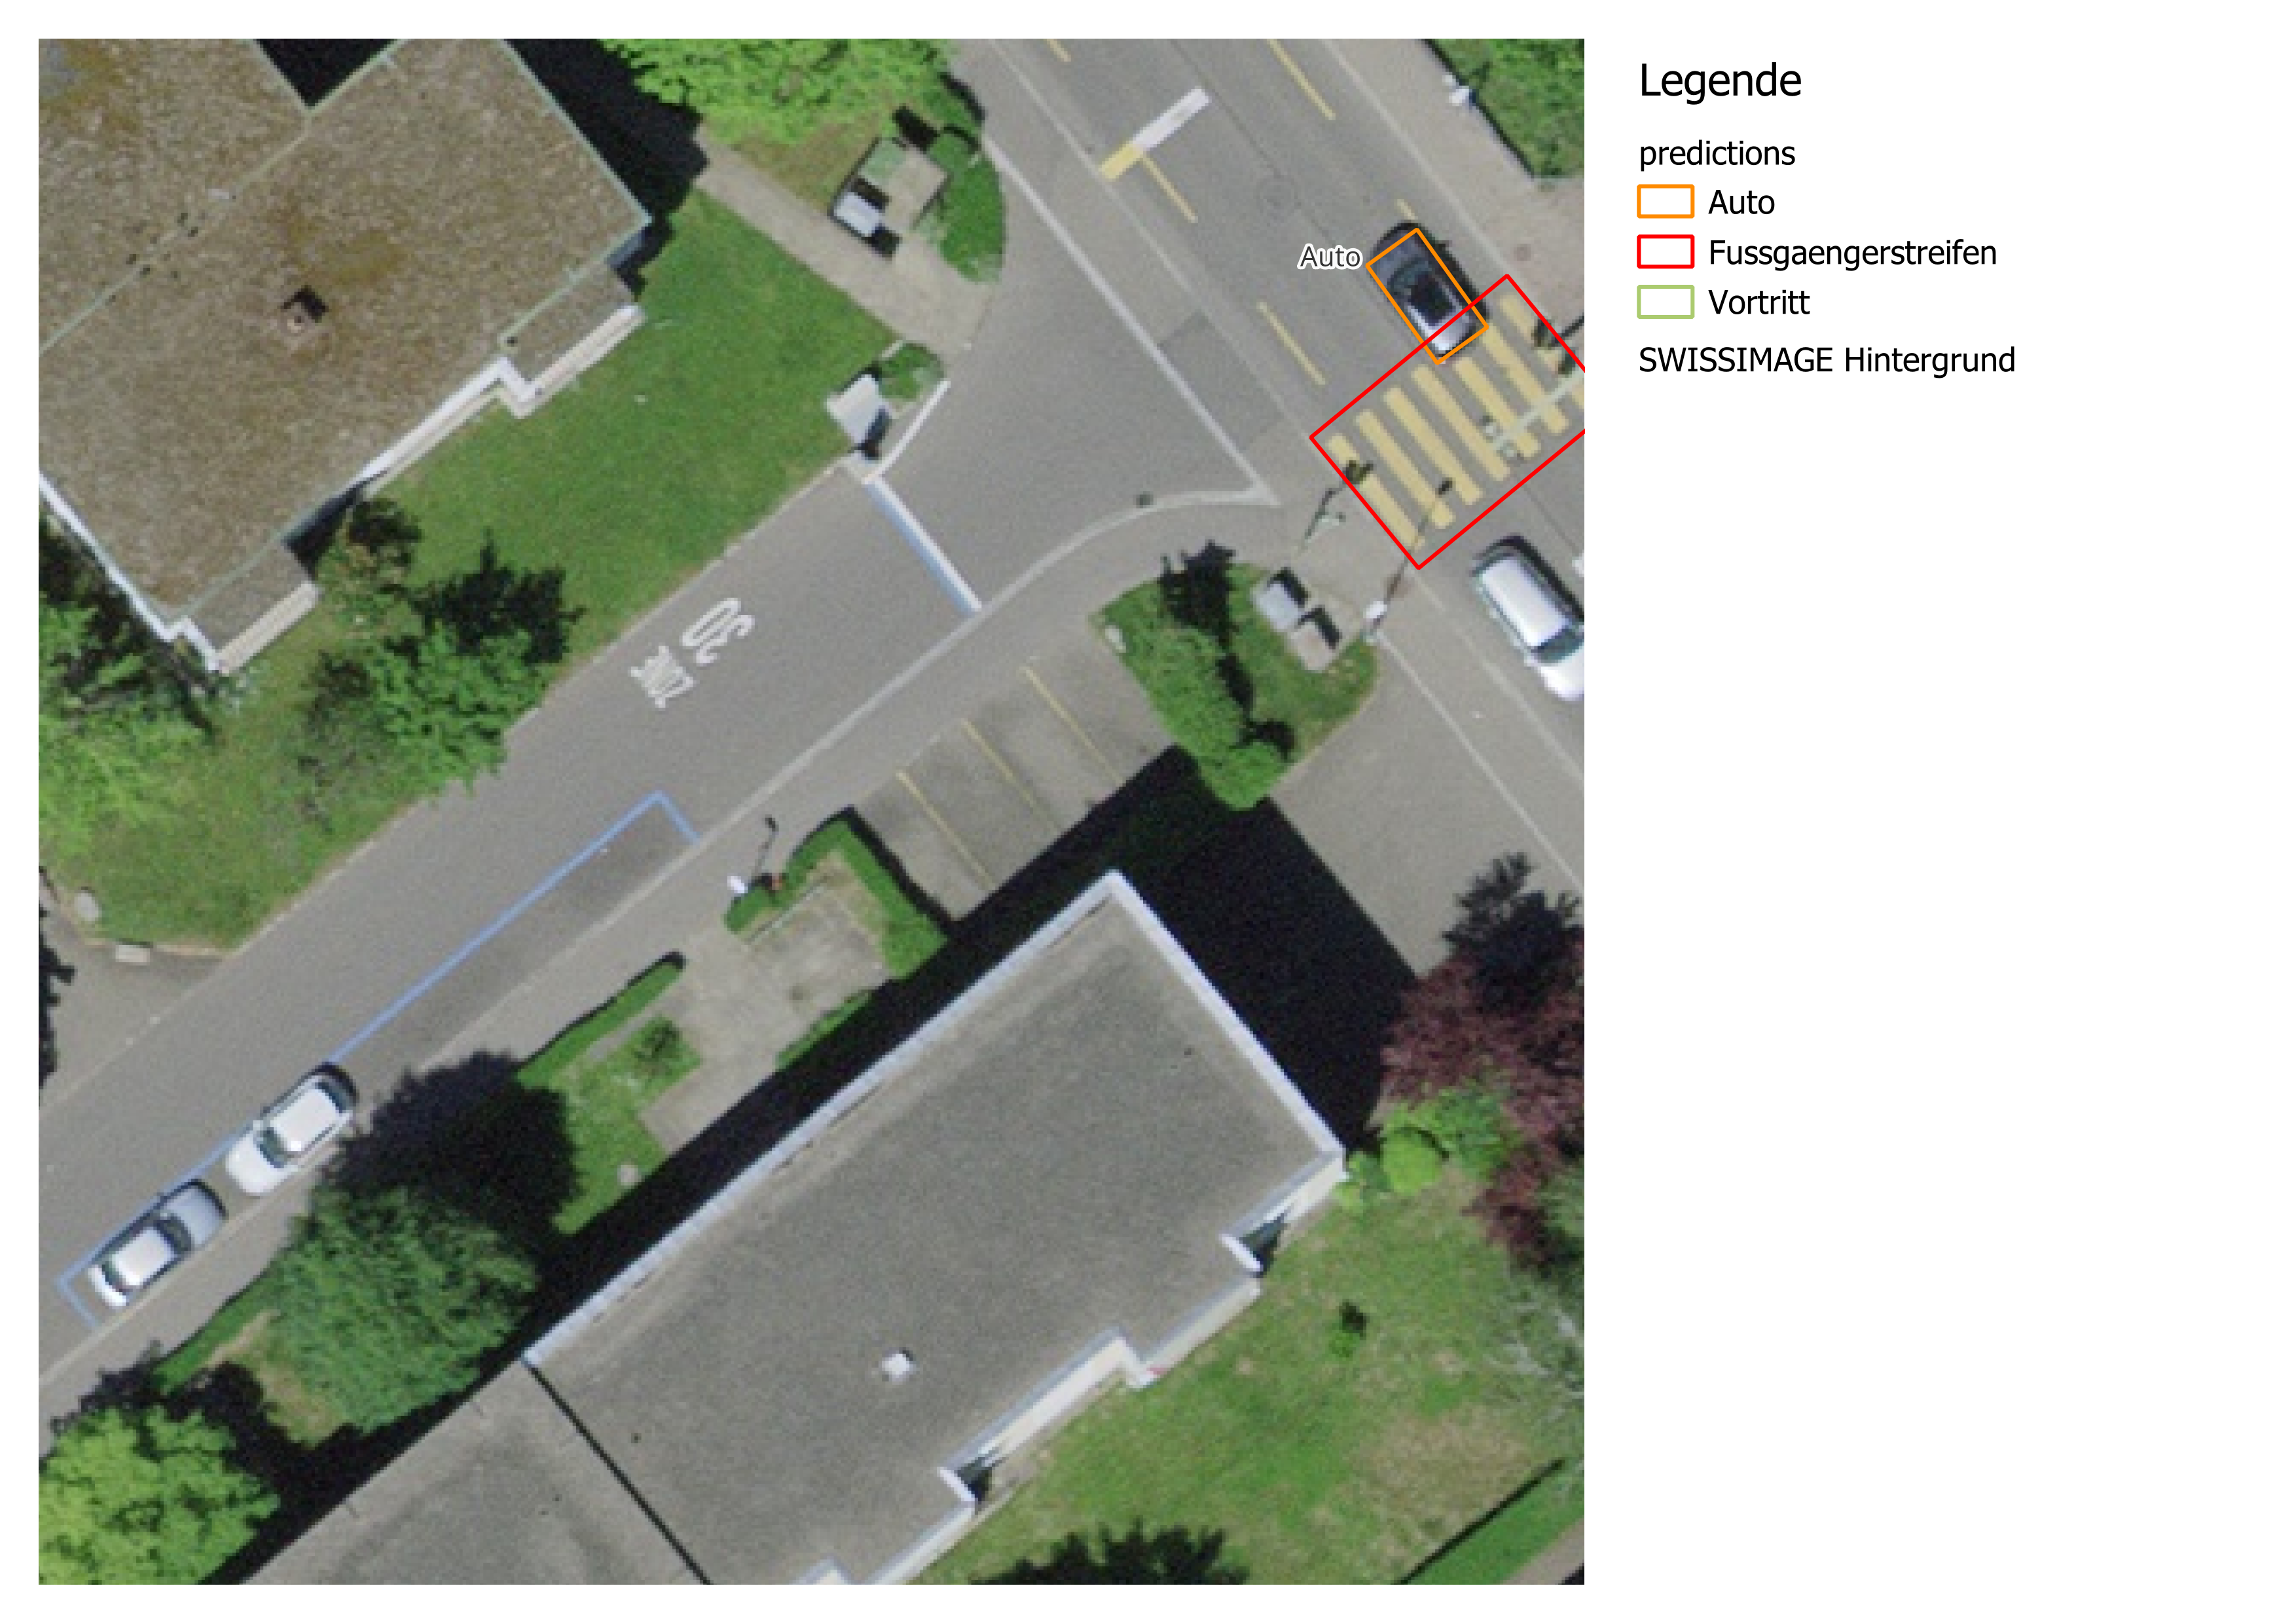 Legende
predictions
Auto
Fussgaengerstreifen
Vortritt
SWISSIMAGE Hintergrund
Auto
30
ZONE